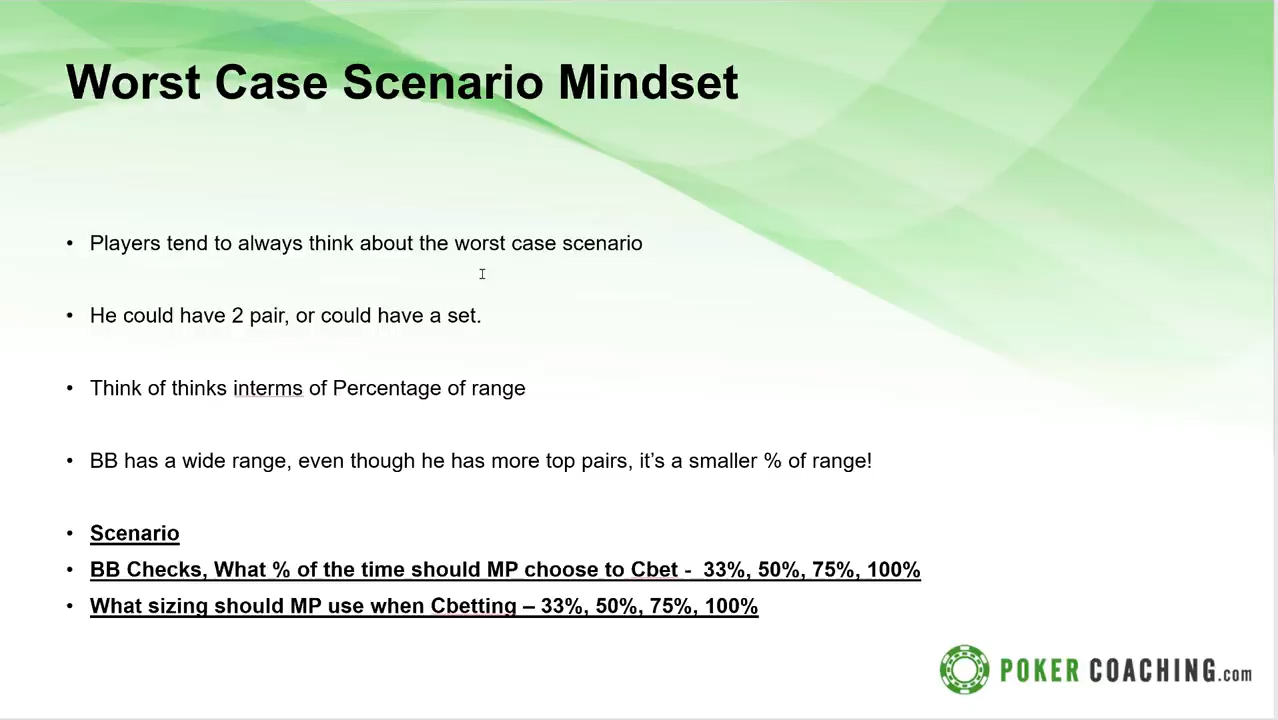 Worst Case Scenario Mindset
• Players tend to always think about the worst case scenario
• He could have 2 pair, or could have a set.
• Think of thinks interms of Percentage of range
• BB has a wide range, even though he has more top pairs, it’s a smaller % of range!
• Scenario
• BB Checks, What % of the time should MP choose to Cbet -  33%, 50%, 75%, 100%
• What sizing should MP use when Cbetting – 33%, 50%, 75%, 100%
POKER COACHING.com